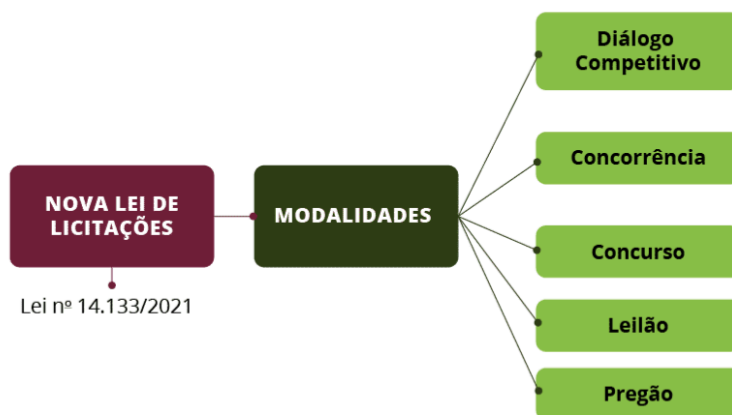 NOVA LEI DE
LICITAÇÕES
Lei nº 14.133/2021
MODALIDADES
Diálogo
Competitivo
Concorrência
Concurso
Leilão
Pregão